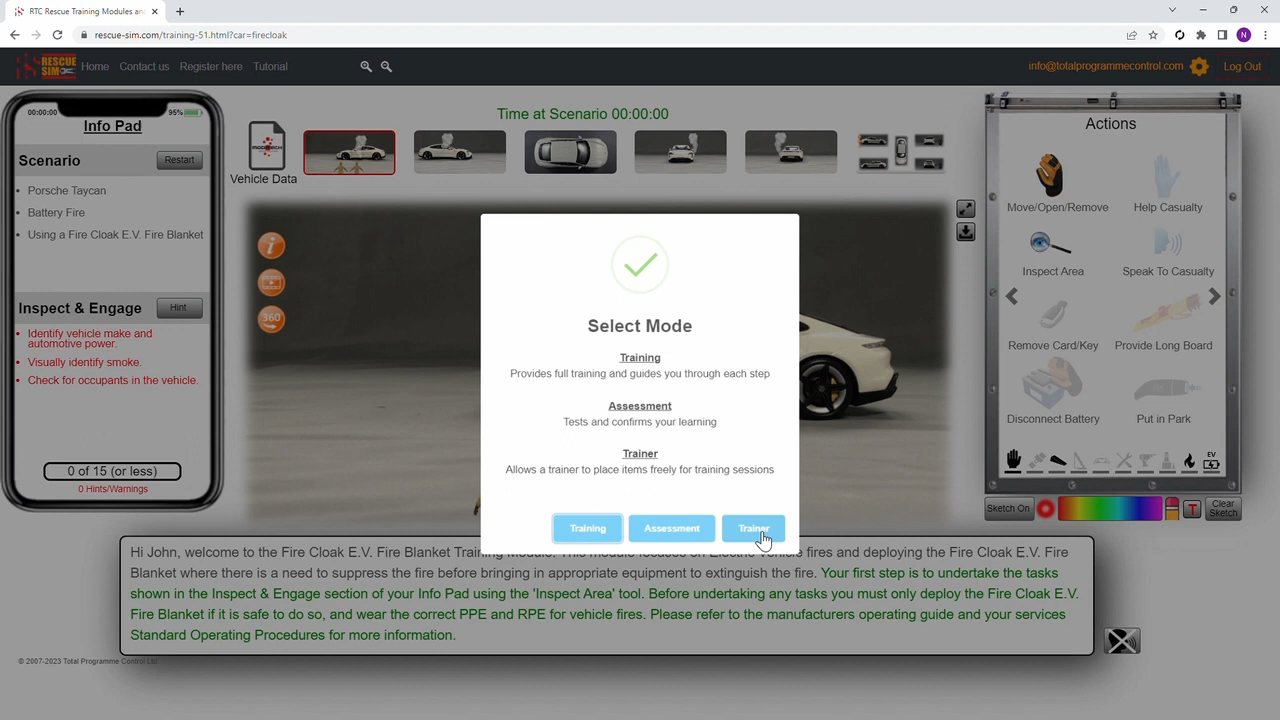 RTC Rescue Training Modules an
rescue-sim.com/training-51.html?car=firecloak
N
RESCUE SIM
Home
Contact us
Register here
Tutorial
info@totalprogrammecontrol.com
Log Out
00:00:00
95%
Info Pad
Scenario
Restart
• Porsche Taycan
• Battery Fire
• Using a Fire Cloak E.V. Fire Blanket
Inspect & Engage
Hint
• Identify vehicle make and
automotive power.
• Visually identify smoke.
• Check for occupants in the vehicle.
0 of 15 (or less)
0 Hints/Warnings
Vehicle Data
Time at Scenario 00:00:00
i
360
Select Mode
Training
Provides full training and guides you through each step
Assessment
Tests and confirms your learning
Trainer
Allows a trainer to place items freely for training sessions
Training
Assessment
Trainer
Actions
Move/Open/Remove
Help Casualty
Inspect Area
Speak To Casualty
Remove Card/Key
Provide Long Board
Disconnect Battery
Put in Park
EV
Sketch On
T
Clear
Sketch
Hi John, welcome to the Fire Cloak E.V. Fire Blanket Training Module. This module focuses on Electric Vehicle fires and deploying the Fire Cloak E.V. Fire
Blanket where there is a need to suppress the fire before bringing in appropriate equipment to extinguish the fire. Your first step is to undertake the tasks
shown in the Inspect & Engage section of your Info Pad using the 'Inspect Area' tool. Before undertaking any tasks you must only deploy the Fire Cloak E.V.
Fire Blanket if it is safe to do so, and wear the correct PPE and RPE for vehicle fires. Please refer to the manufacturers operating guide and your services
Standard Operating Procedures for more information.
© 2007-2023 Total Programme Control Ltd